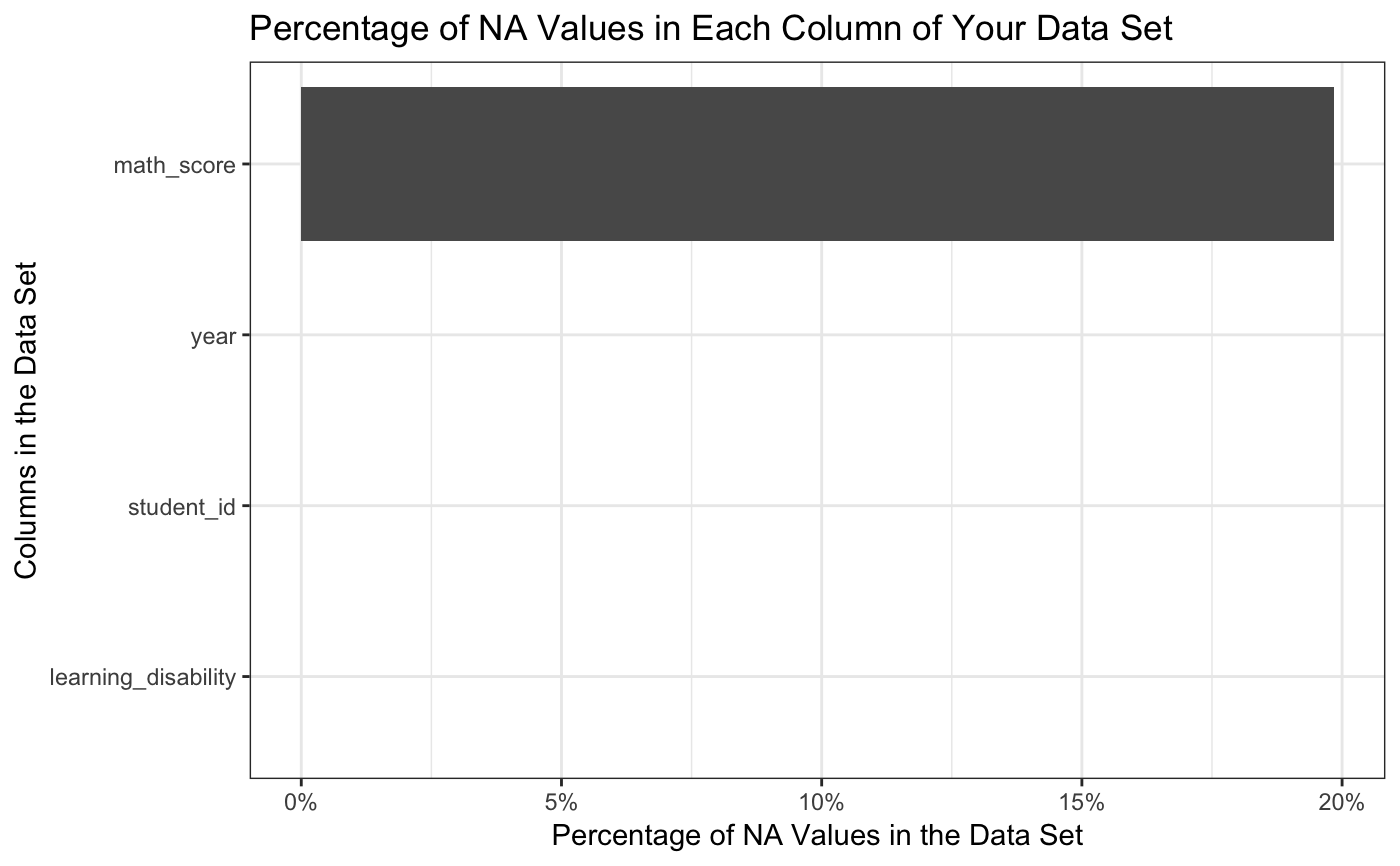 Percentage of NA Values in Each Column of Your Data Set
Columns in the Data Set
math_score
year
student_id
learning_disability
0%
5%
10%
15%
20%
Percentage of NA Values in the Data Set